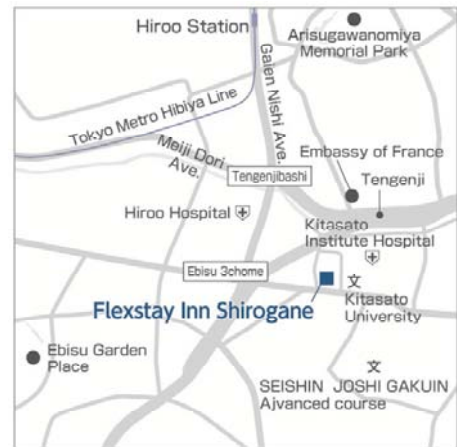 Hiroo Station
Arisugawanomiya
Memorial Park
Gaien Nishi Ave.
Tokyo Metro Hibiya Line
Meiji Dori
Ave.
Tengenjibashi
Embassy of France
Tengenji
Hiroo Hospital
Kitasato
Institute Hospital
Ebisu 3chome
Flexstay Inn Shirogane
文
Kitasato
University
Ebisu Garden
Place
文
SEISHIN JOSHI GAKUIN
Ajvanced course